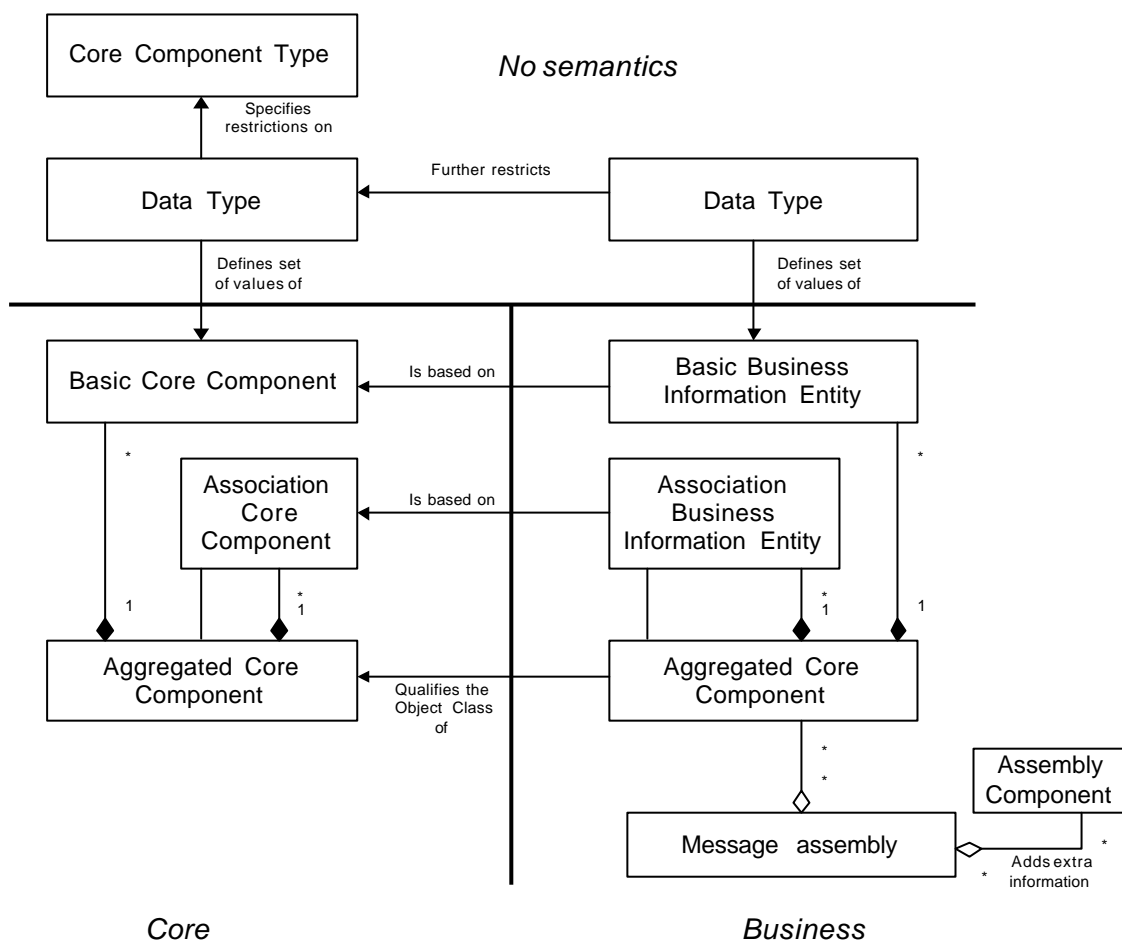 Core Component Type
No semantics
Specifies
restrictions on
Data Type
Further restricts
Data Type
Defines set
of values of
Defines set
of values of
Basic Core Component
Is based on
Basic Business
Information Entity
*
*
Association
Core
Component
Is based on
Association
Business
Information Entity
1
*
1
*
1
1
Aggregated Core
Component
Qualifies the
Object Class
of
Aggregated Core
Component
*
*
Assembly
Component
Message assembly
*
*
Adds extra
information
Core
Business